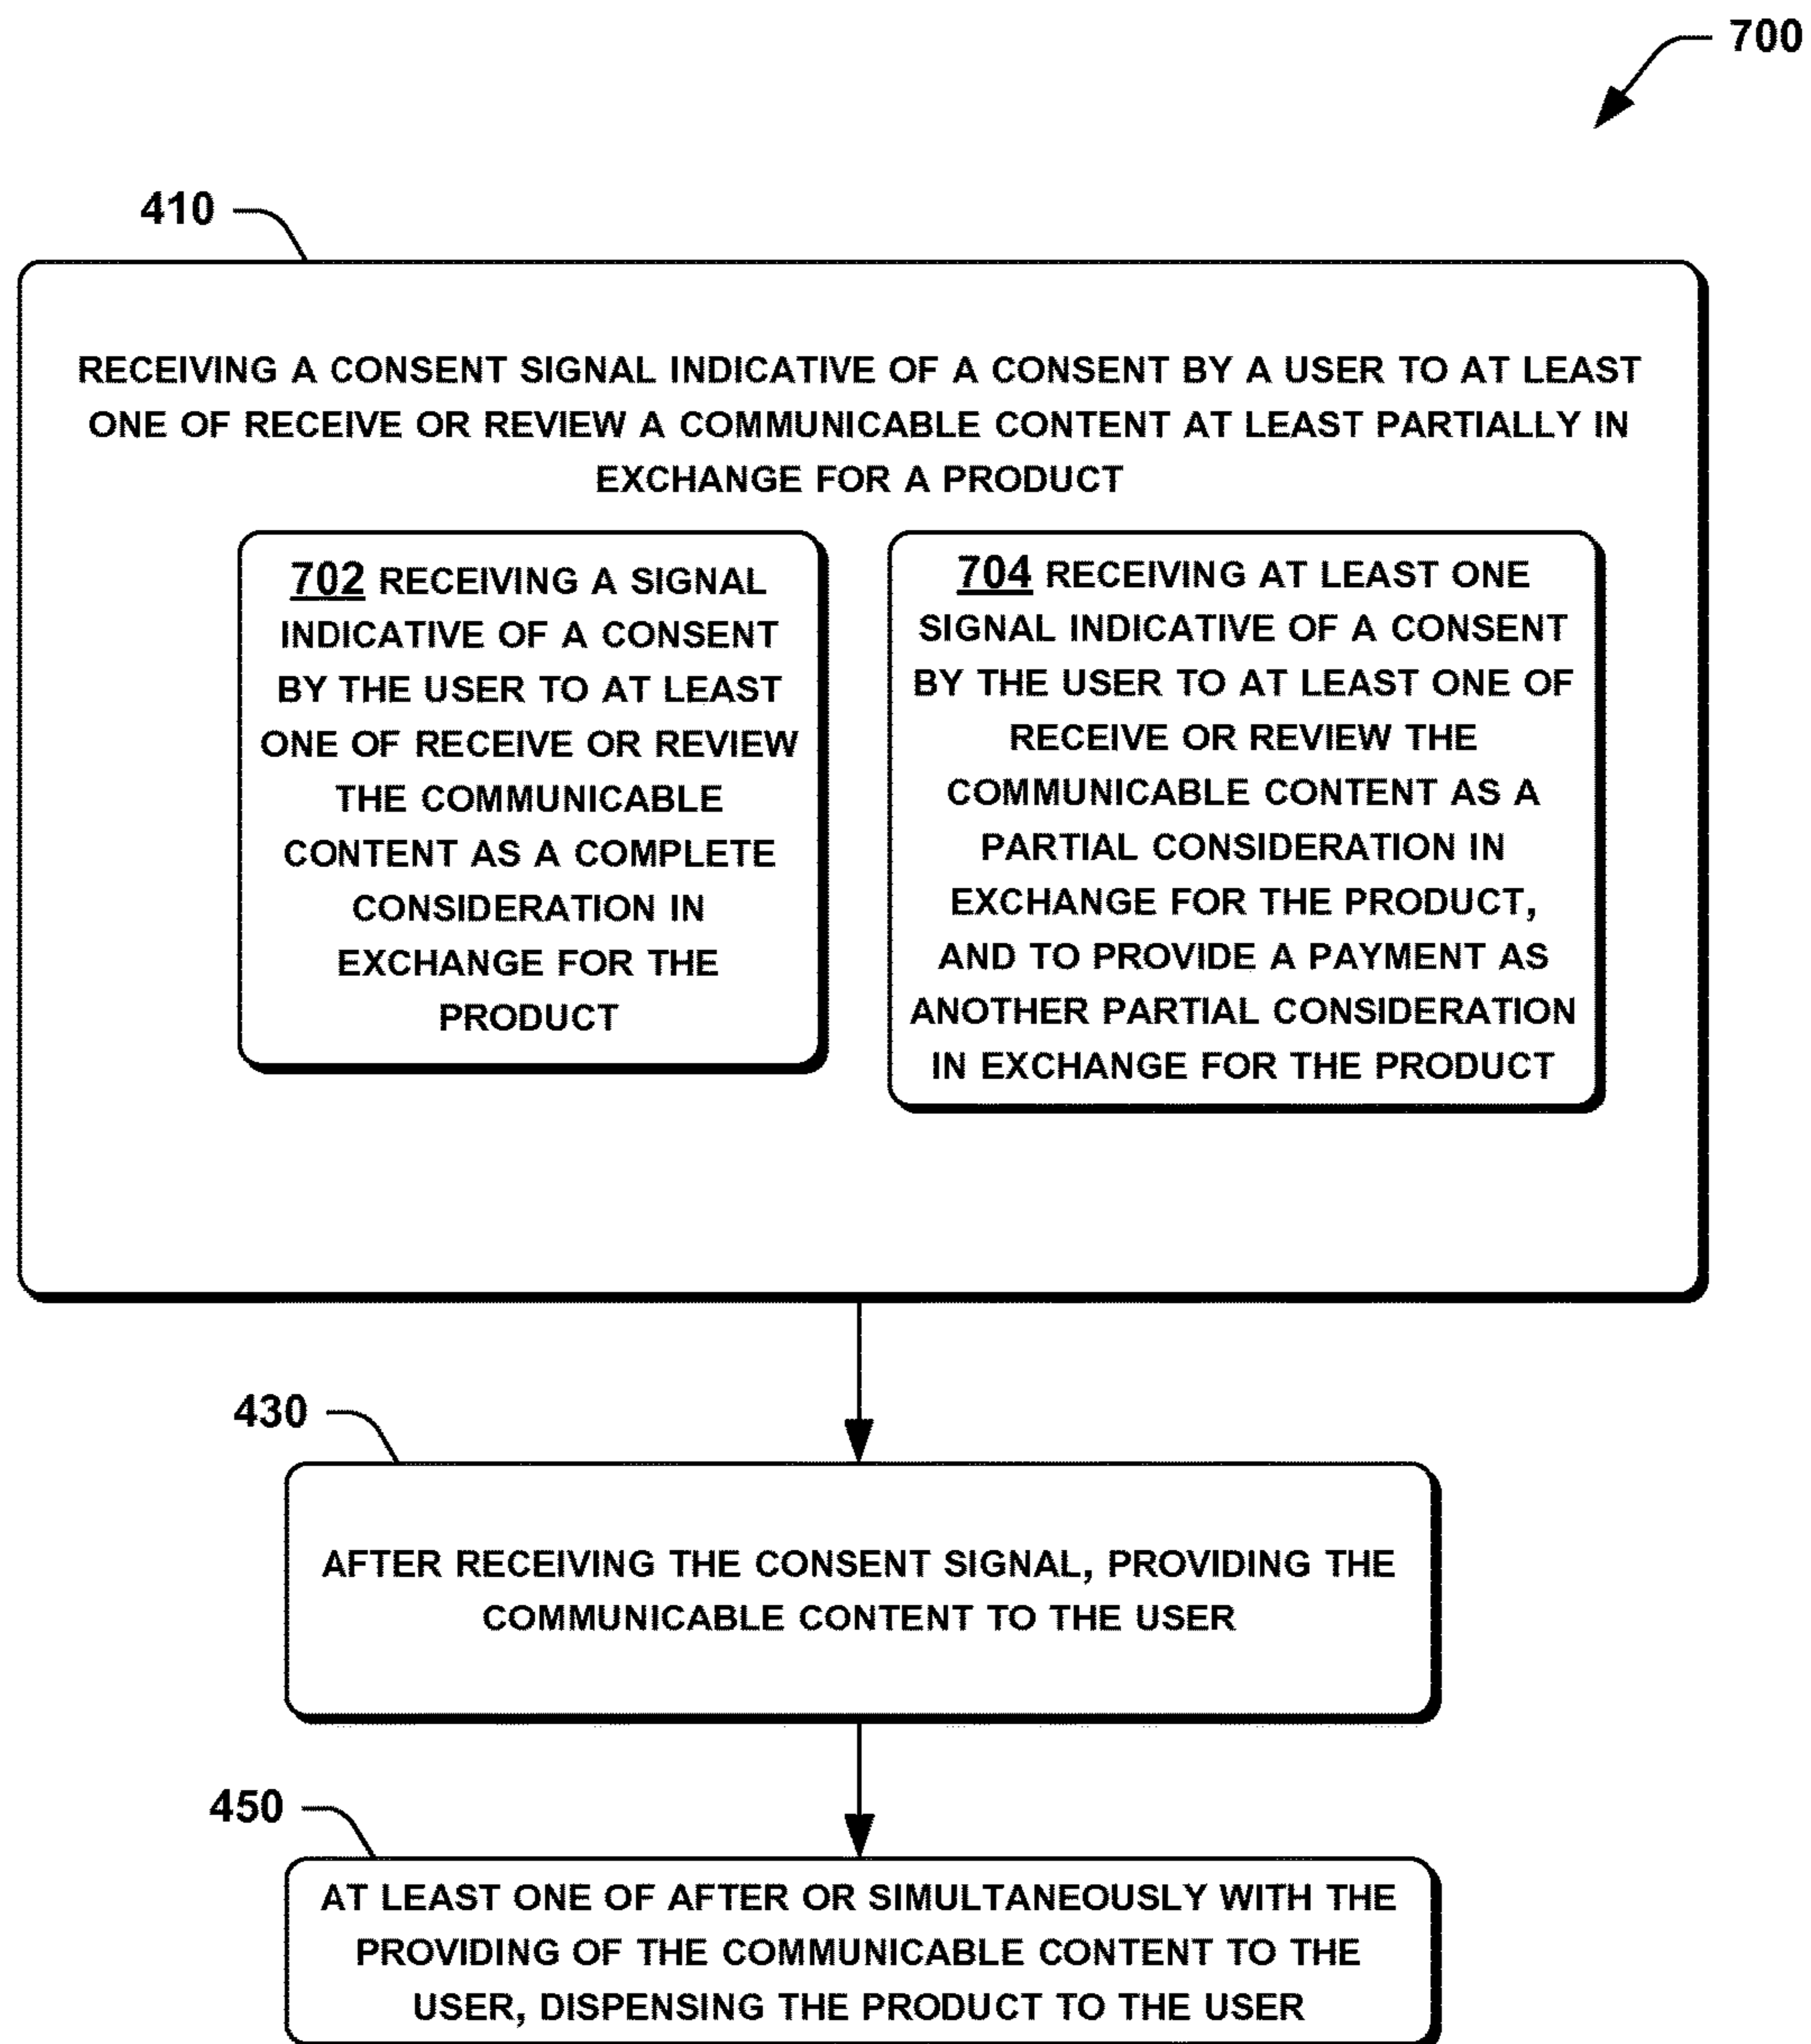 700
410
RECEIVING A CONSENT SIGNAL INDICATIVE OF A CONSENT BY A USER TO AT LEAST
ONE OF RECEIVE OR REVIEW A COMMUNICABLE CONTENT AT LEAST PARTIALLY IN
EXCHANGE FOR A PRODUCT
702 RECEIVING A SIGNAL
INDICATIVE OF A CONSENT
BY THE USER TO AT LEAST
ONE OF RECEIVE OR REVIEW
THE COMMUNICABLE
CONTENT AS A COMPLETE
CONSIDERATION IN
EXCHANGE FOR THE
PRODUCT
704 RECEIVING AT LEAST ONE
SIGNAL INDICATIVE OF A CONSENT
BY THE USER TO AT LEAST ONE OF
RECEIVE OR REVIEW THE
COMMUNICABLE CONTENT AS A
PARTIAL CONSIDERATION IN
EXCHANGE FOR THE PRODUCT,
AND TO PROVIDE A PAYMENT AS
ANOTHER PARTIAL CONSIDERATION
IN EXCHANGE FOR THE PRODUCT
430
AFTER RECEIVING THE CONSENT SIGNAL, PROVIDING THE
COMMUNICABLE CONTENT TO THE USER
450
AT LEAST ONE OF AFTER OR SIMULTANEOUSLY WITH THE
PROVIDING OF THE COMMUNICABLE CONTENT TO THE
USER, DISPENSING THE PRODUCT TO THE USER